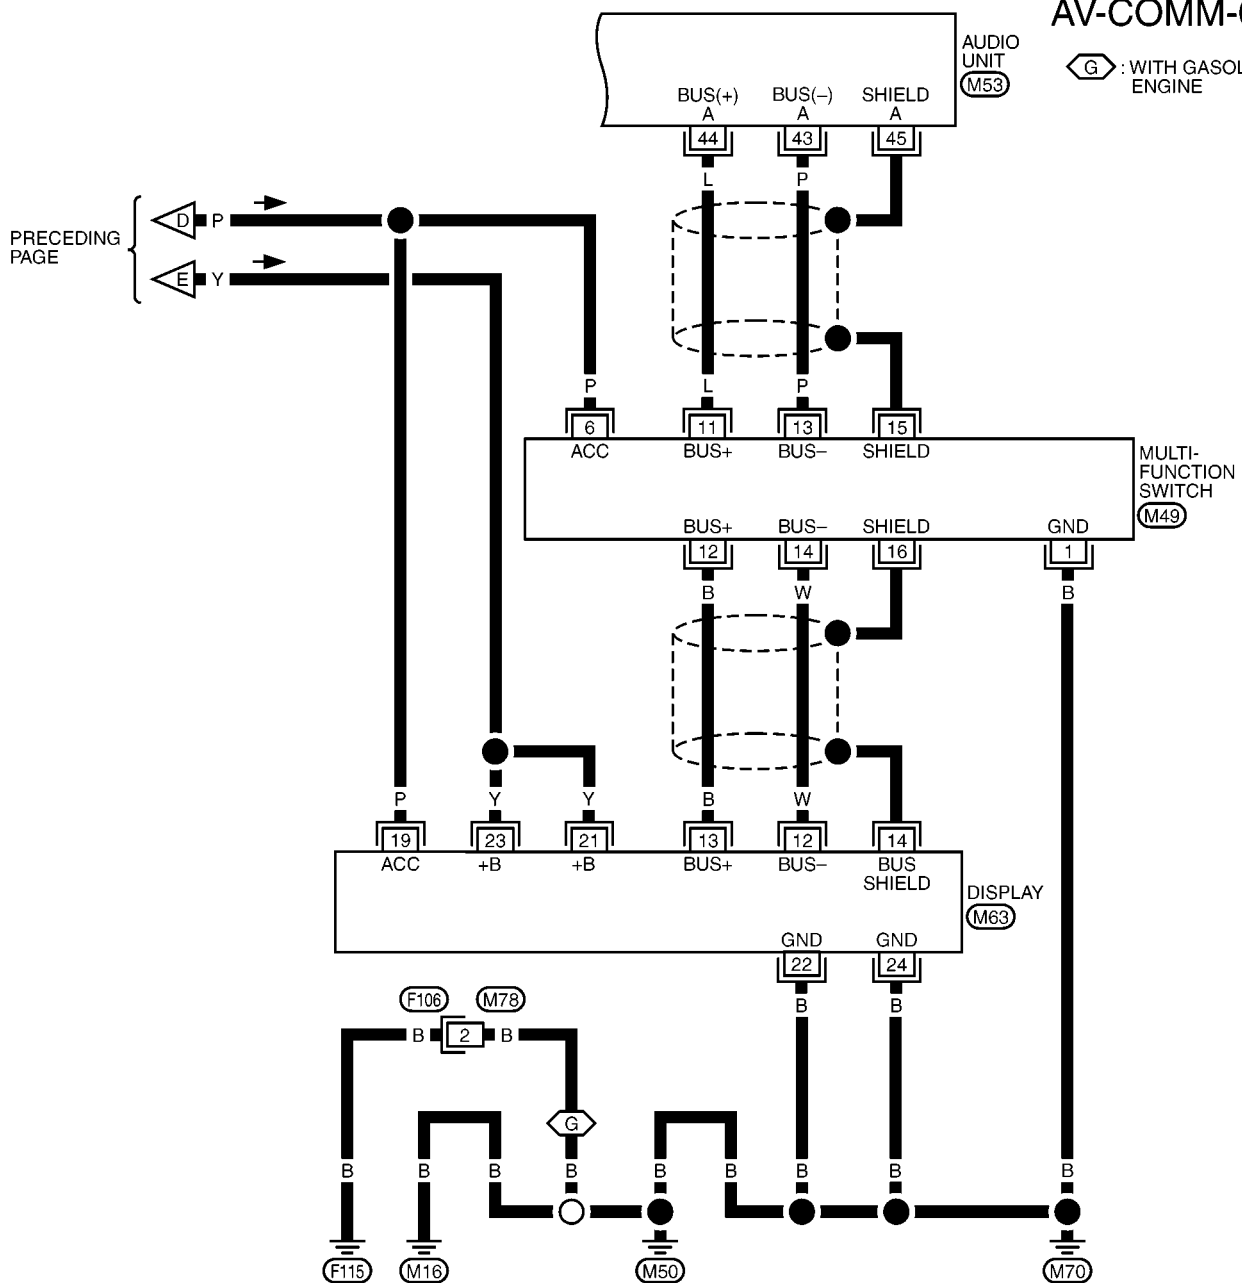 AV-COMM-
G : WITH GASOL
ENGINE
AUDIO
UNIT
M53
BUS(+) BUS(–) SHIELD
A A A
44 43 45
L P
PRECEDING
PAGE
D P
E Y
P L P
6 11 13 15
ACC BUS+ BUS– SHIELD
MULTI-
FUNCTION
SWITCH
M49
BUS+ BUS– SHIELD GND
12 14 16 1
B W B
P Y Y B W
19 23 21 13 12 14
ACC +B +B BUS+ BUS– BUS
SHIELD
DISPLAY
M63
GND GND
22 24
B B
F106 M78
B 2 B
G
B B B B B B B B B
F115 M16 M50 M70